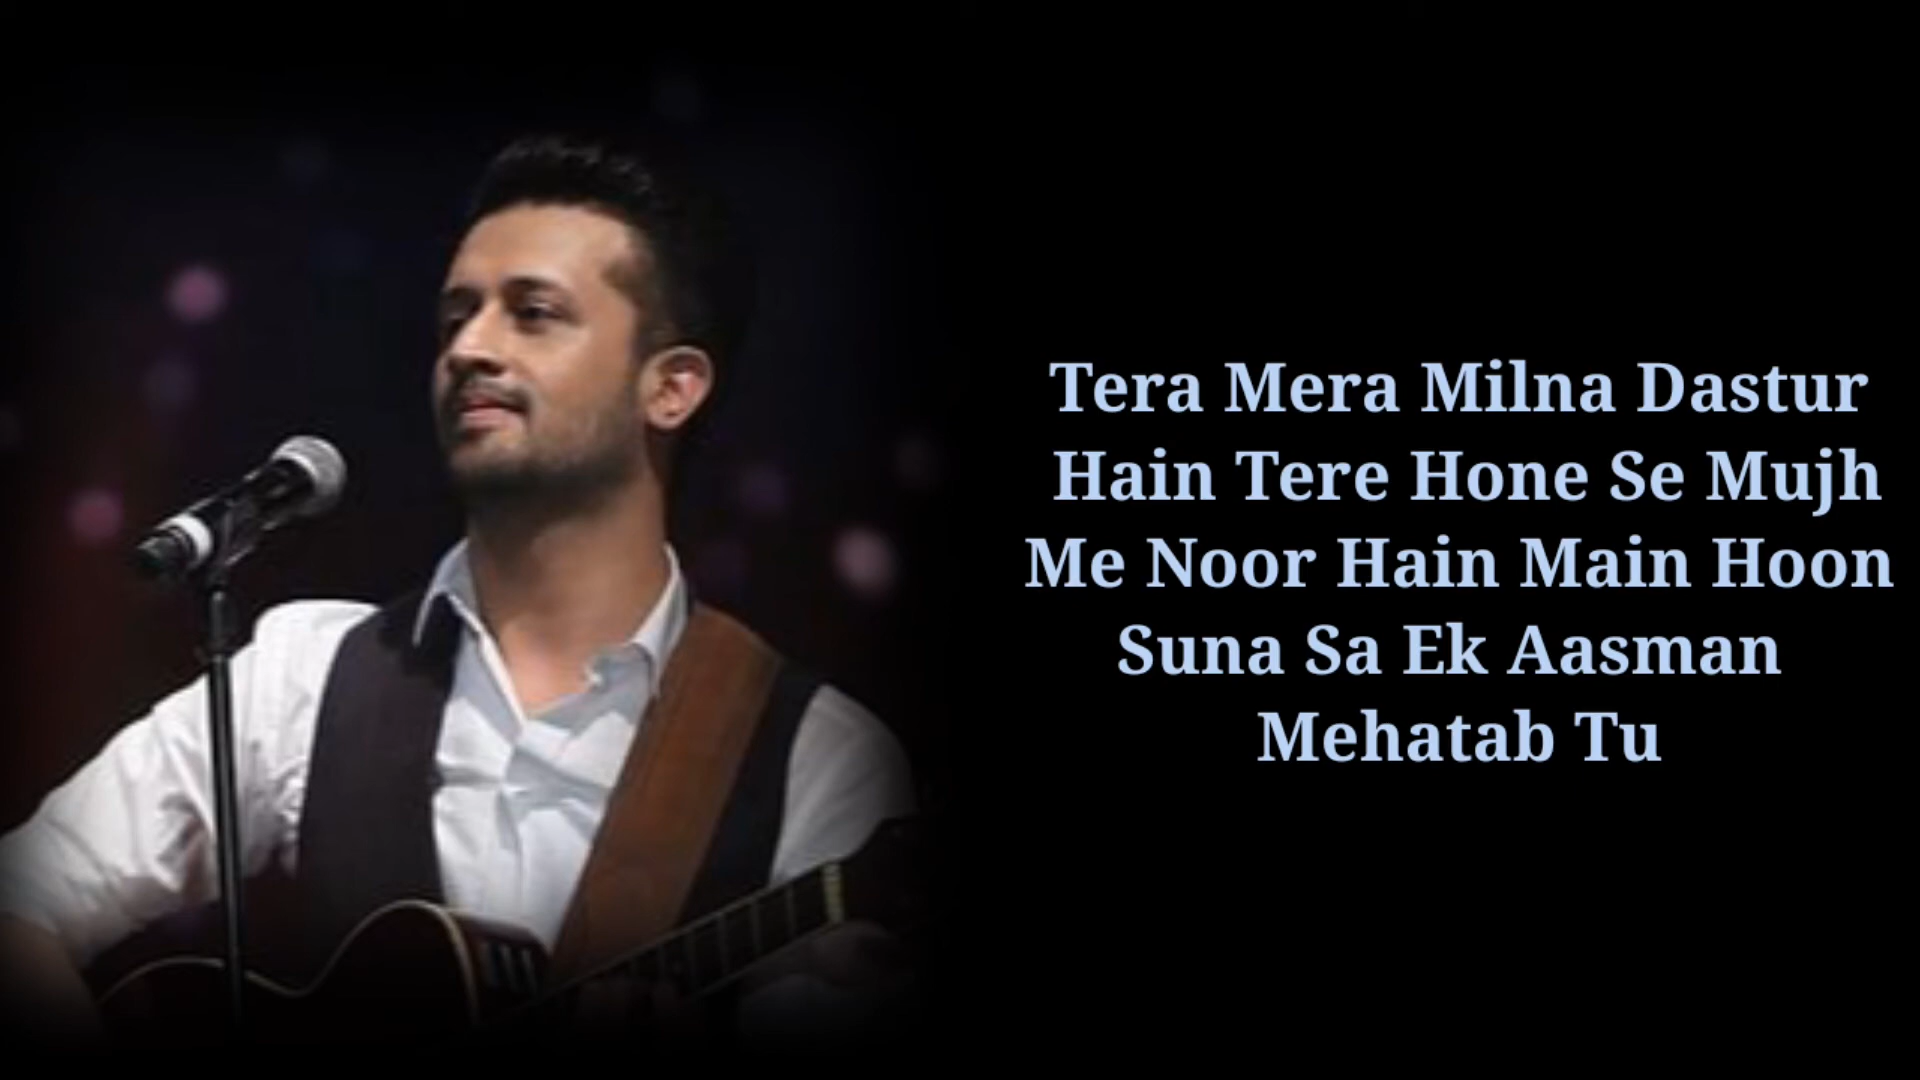 Tera Mera Milna Dastur
Hain Tere Hone Se Mujh
Me Noor Hain Main Hoon
Suna Sa Ek Aasman
Mehatab Tu